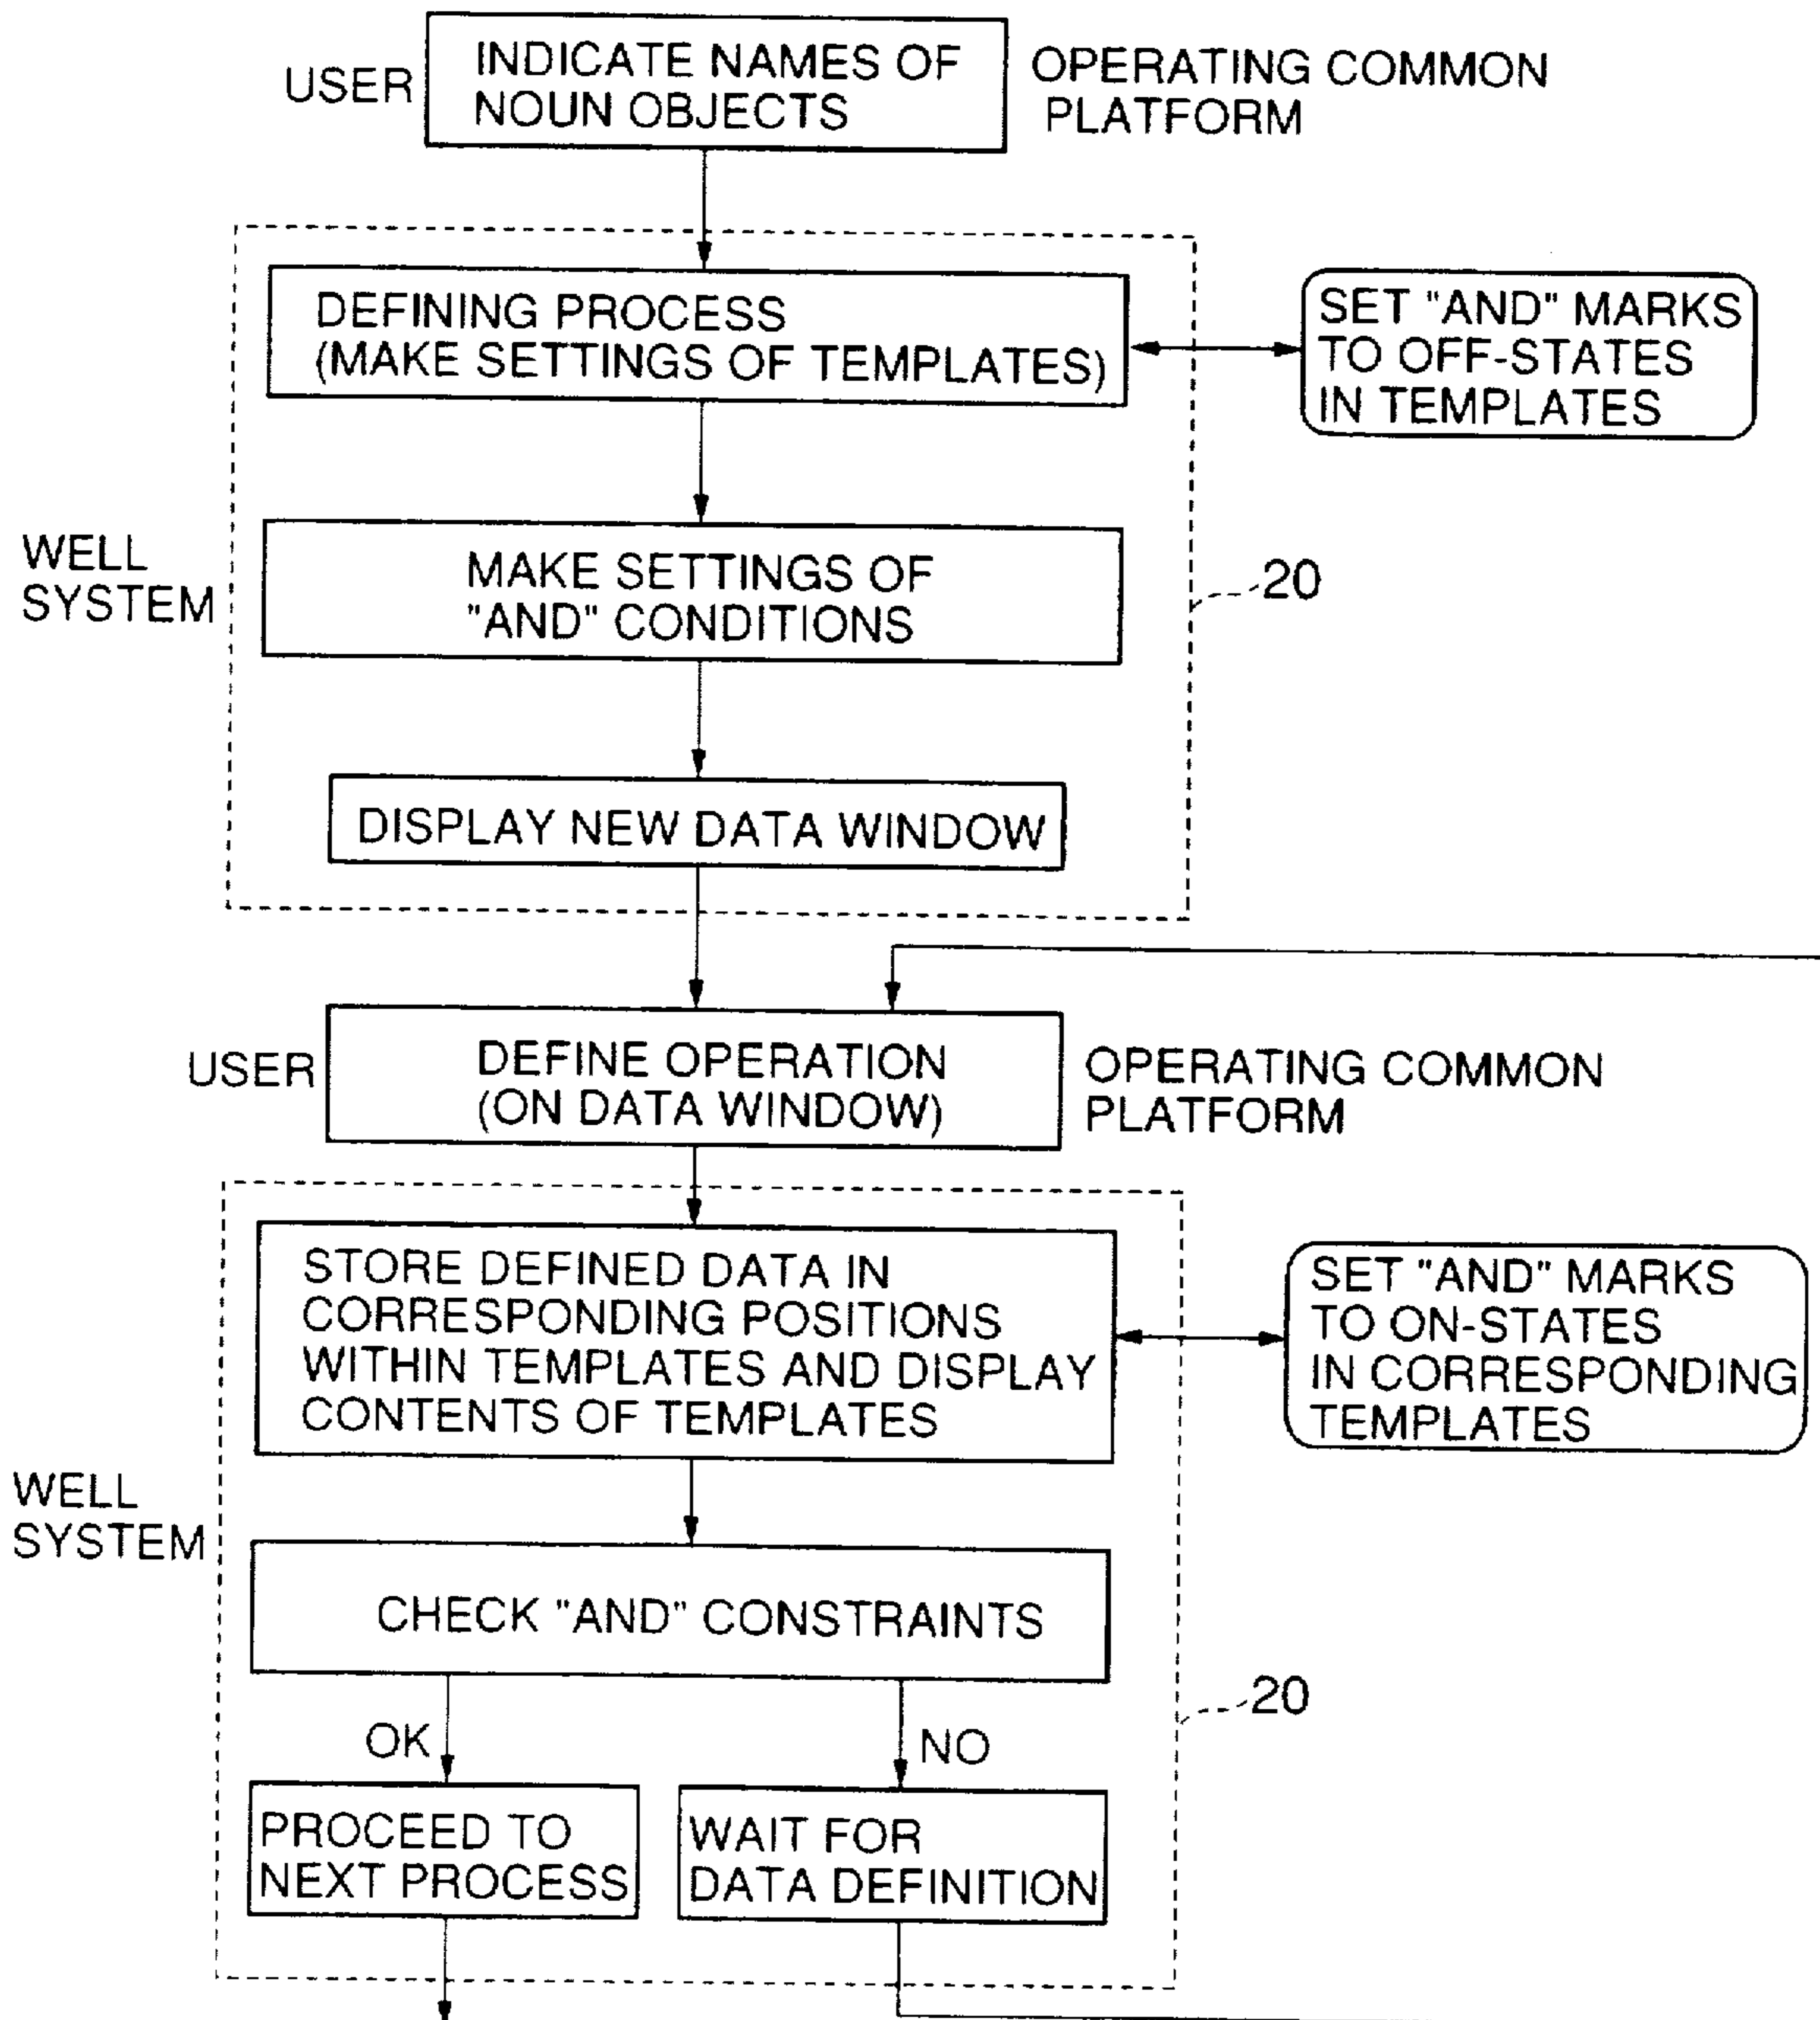 USER
INDICATE NAMES OF
NOUN OBJECTS
OPERATING COMMON
PLATFORM
DEFINING PROCESS
(MAKE SETTINGS OF TEMPLATES)
SET "AND" MARKS
TO OFF-STATES
IN TEMPLATES
WELL
SYSTEM
MAKE SETTINGS OF
"AND" CONDITIONS
20
DISPLAY NEW DATA WINDOW
USER
DEFINE OPERATION
(ON DATA WINDOW)
OPERATING COMMON
PLATFORM
STORE DEFINED DATA IN
CORRESPONDING POSITIONS
WITHIN TEMPLATES AND DISPLAY
CONTENTS OF TEMPLATES
SET "AND" MARKS
TO ON-STATES
IN CORRESPONDING
TEMPLATES
WELL
SYSTEM
CHECK "AND" CONSTRAINTS
20
OK
NO
PROCEED TO
NEXT PROCESS
WAIT FOR
DATA DEFINITION